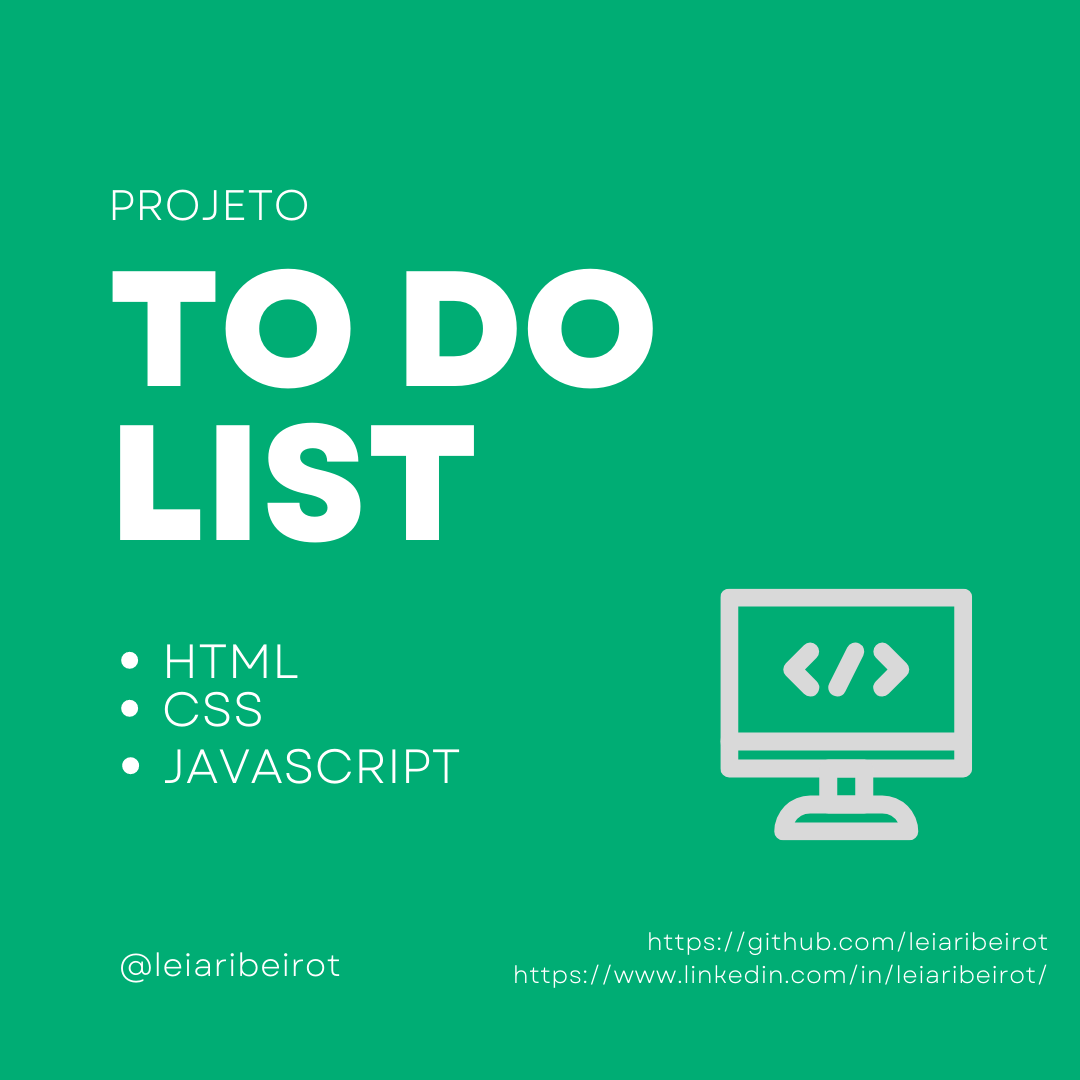 PROJETO
TO DO
LIST
HTML
CSS
JAVASCRIPT
</>
@leiaribeirot
https://github.com/leiaribeirot
https://www.linkedin.com/in/leiaribeirot/